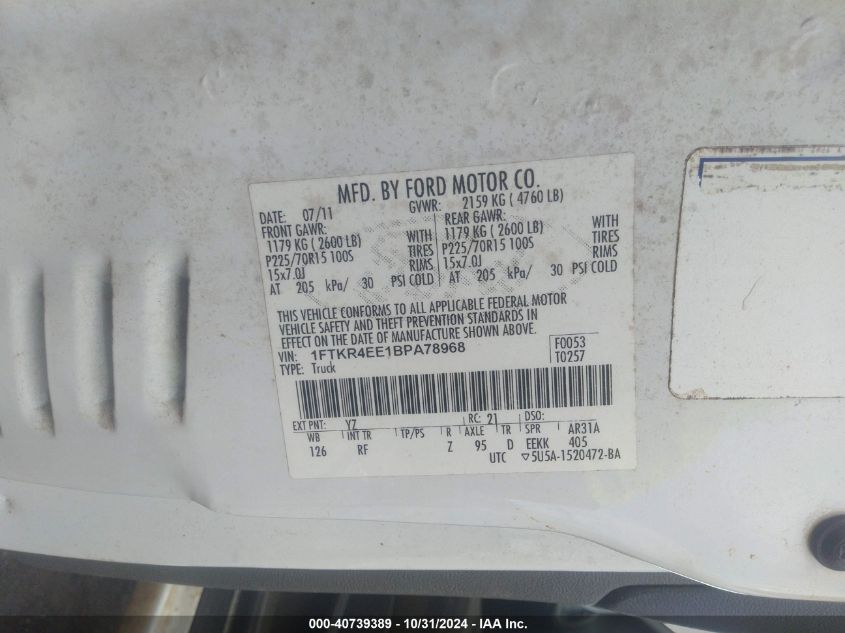 MFD. BY FORD MOTOR CO.
DATE: 07/11 GVWR: 2159 KG ( 4760 LB)
FRONT GAWR: REAR GAWR:
1179 KG ( 2600 LB) WITH 1179 KG ( 2600 LB) WITH
P225/70R15 100S TIRES P225/70R15 100S TIRES
15x7.0J RIMS 15x7.0J RIMS
AT 205 kPa/ 30 PSI COLD AT 205 kPa/ 30 PSI COLD
THIS VEHICLE CONFORMS TO ALL APPLICABLE FEDERAL MOTOR
VEHICLE SAFETY AND THEFT PREVENTION STANDARDS IN
EFFECT ON THE DATE OF MANUFACTURE SHOWN ABOVE.
VIN: 1FTKR4EE1BPA78968 F0053
TYPE: Truck T0257
EXT PNT: YZ RC: 21 DSO:
WB INT TR TP/PS R AXLE TR SPR AR31A
126 RF Z 95 D EEKK 405
UTC ▽5U5A-1520472-BA
000-40739389 - 10/31/2024 - IAA Inc.